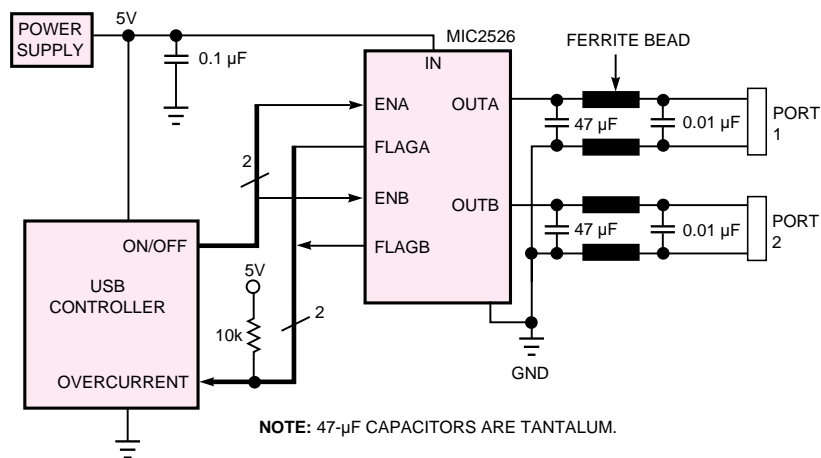 POWER
SUPPLY
5V
0.1 µF
MIC2526
IN
FERRITE BEAD
ENA
OUTA
FLAGA
ENB
OUTB
FLAGB
47 µF
0.01 µF
PORT
1
47 µF
0.01 µF
PORT
2
2
ON/OFF
USB
CONTROLLER
5V
10k
2
OVERCURRENT
GND
NOTE: 47-µF CAPACITORS ARE TANTALUM.